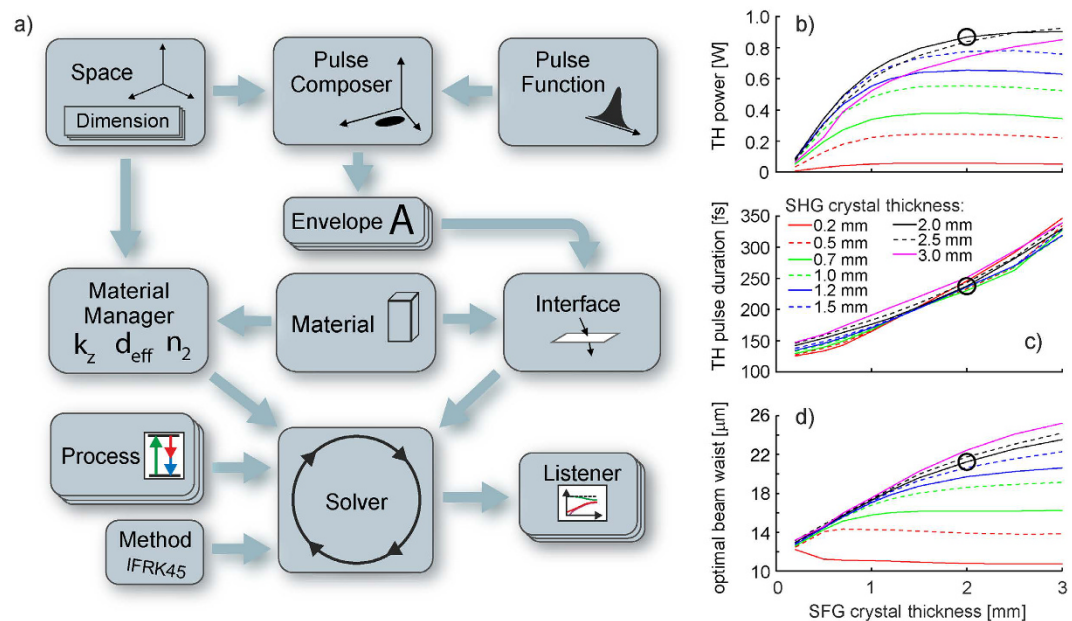 a)
Space
Dimension
Pulse
Composer
Pulse
Function
Envelope A
Material
Manager
k_z d_eff n_2
Material
Interface
Process
Solver
Listener
Method
IFRK45
b)
TH power [W]
1.0
0.8
0.6
0.4
0.2
0
c)
TH pulse duration [fs]
350
300
250
200
150
100
SHG crystal thickness:
0.2 mm
0.5 mm
0.7 mm
1.0 mm
1.2 mm
1.5 mm
2.0 mm
2.5 mm
3.0 mm
d)
optimal beam waist [μm]
26
22
18
14
10
0 1 2 3
SFG crystal thickness [mm]